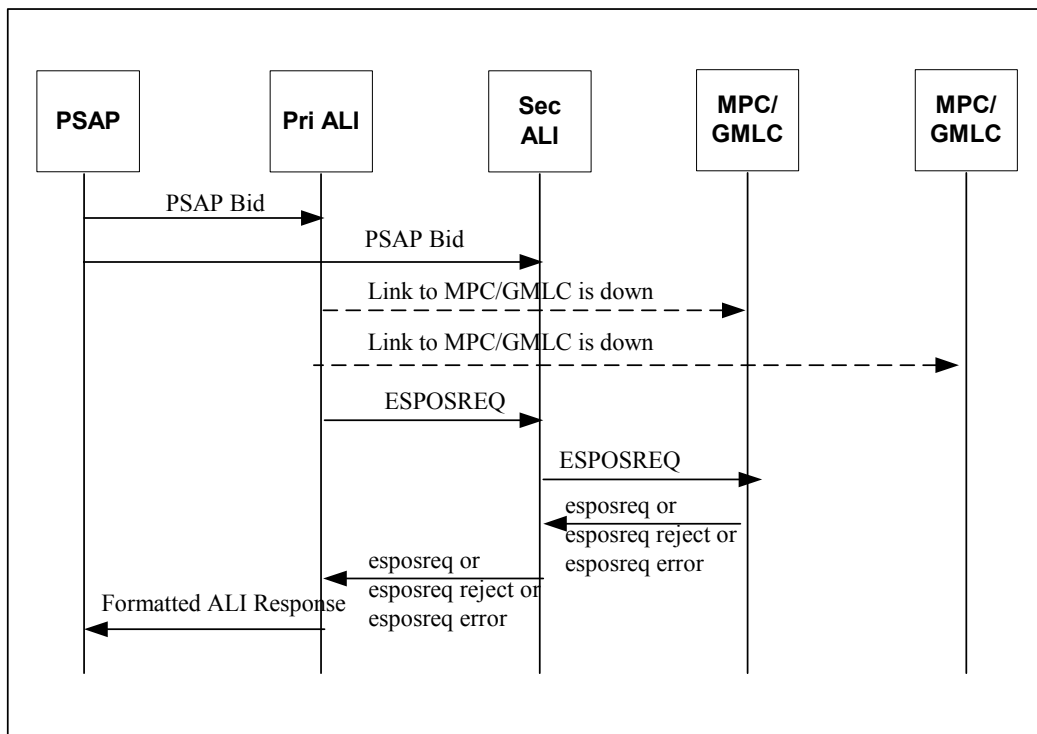 PSAP
Pri ALI
Sec
ALI
MPC/
GMLC
MPC/
GMLC
PSAP Bid
PSAP Bid
Link to MPC/GMLC is down
Link to MPC/GMLC is down
ESPOSREQ
ESPOSREQ
esposreq or
esposreq reject or
esposreq error
esposreq or
esposreq reject or
esposreq error
Formatted ALI Response